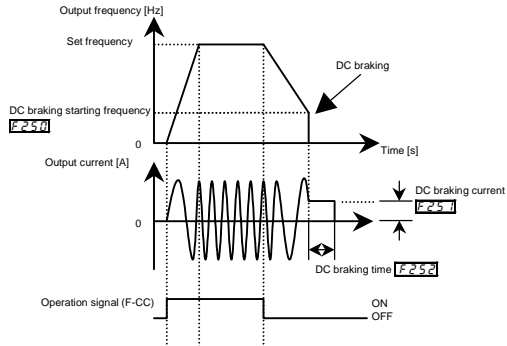 Output frequency [Hz]
Set frequency
DC braking
DC braking starting frequency
F250
0
Time [s]
Output current [A]
DC braking current
F251
0
DC braking time F252
Operation signal (F-CC)
ON
OFF